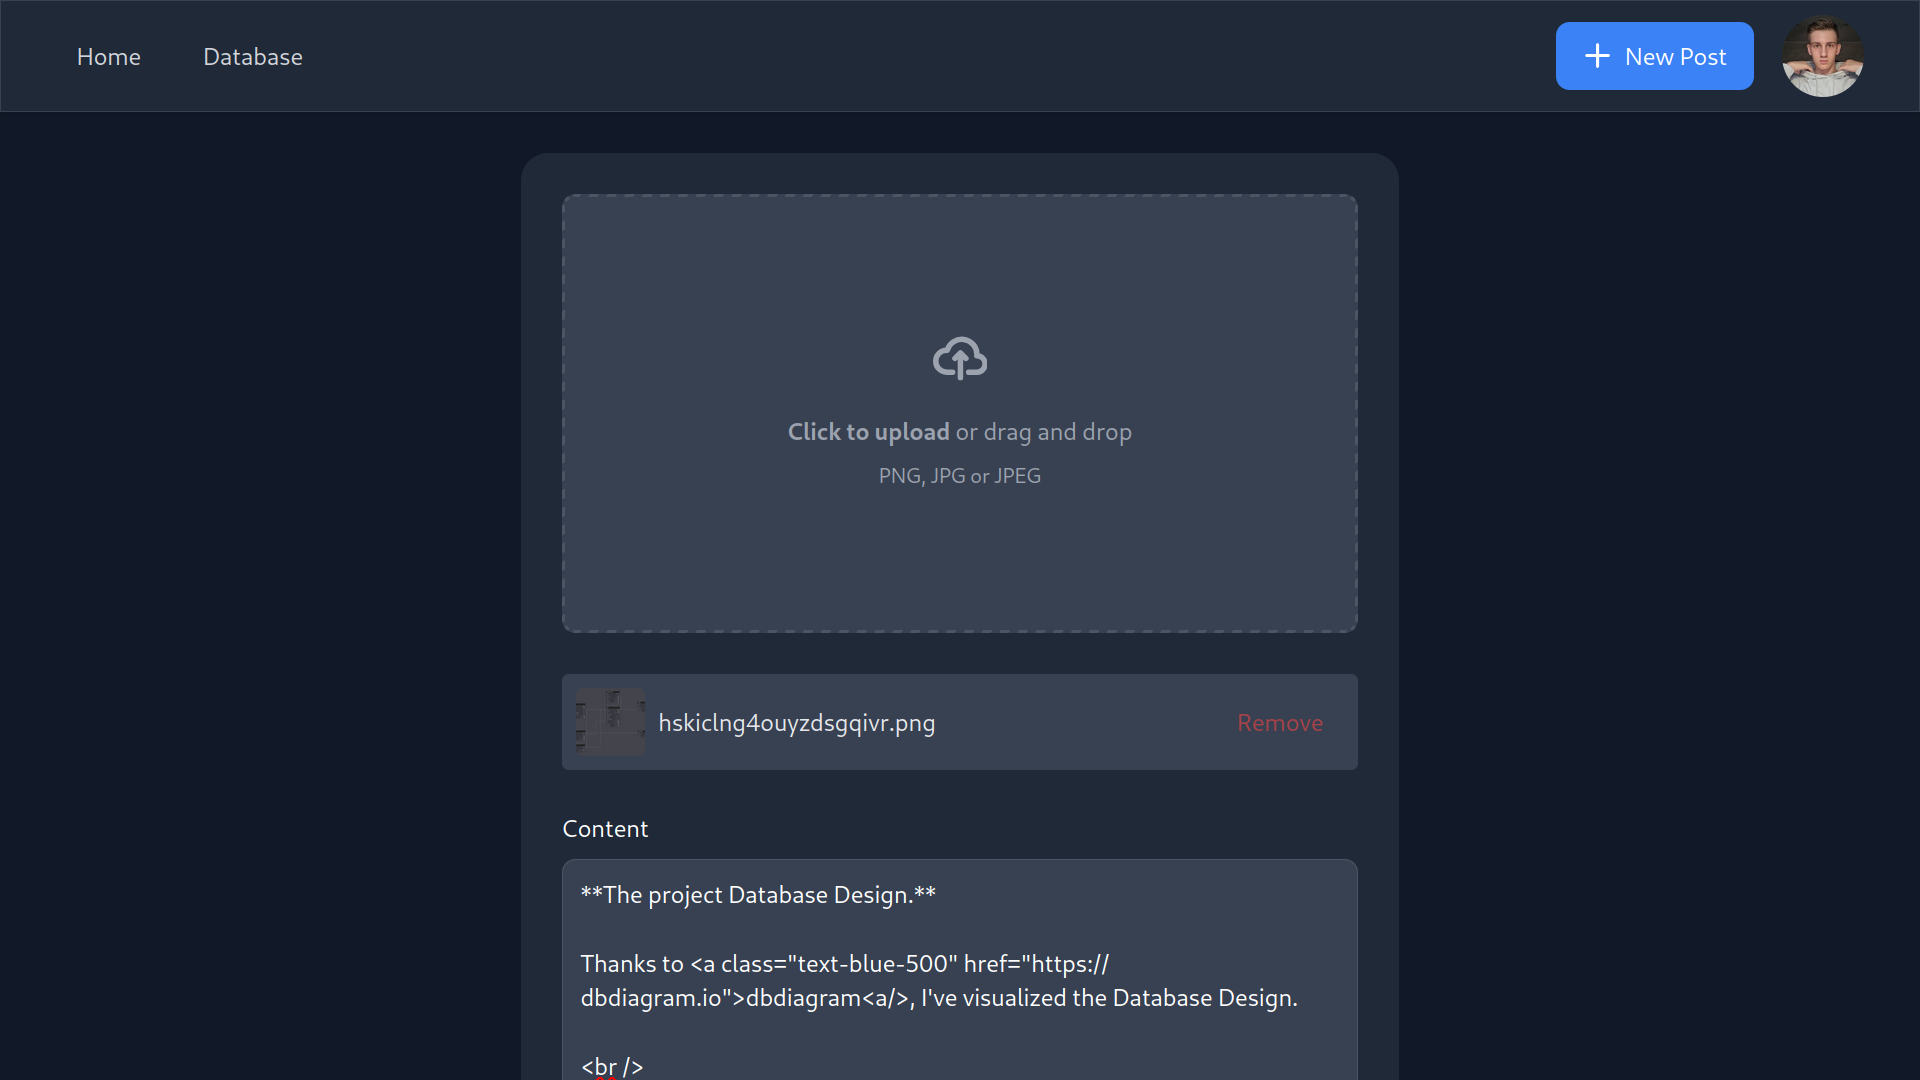 Home
Database
New Post
Click to upload or drag and drop
PNG, JPG or JPEG
hskiclng4ouyzdsgqivr.png
Remove
Content
**The project Database Design.**
Thanks to <a class="text-blue-500" href="https://
dbdiagram.io">dbdiagram<a/>, I've visualized the Database Design.
<br />